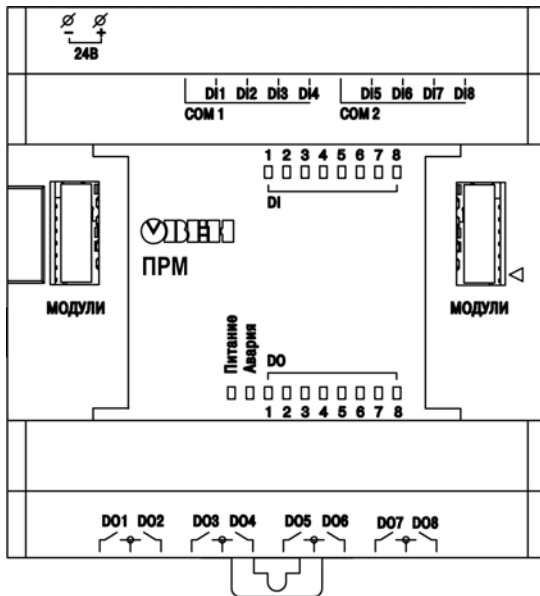 - +
24В
DI1 DI2 DI3 DI4 DI5 DI6 DI7 DI8
COM 1 COM 2
1 2 3 4 5 6 7 8
DI
ОВЕН
ПРМ
МОДУЛИ МОДУЛИ
Питание
Авария
DO
1 2 3 4 5 6 7 8
DO1 DO2 DO3 DO4 DO5 DO6 DO7 DO8